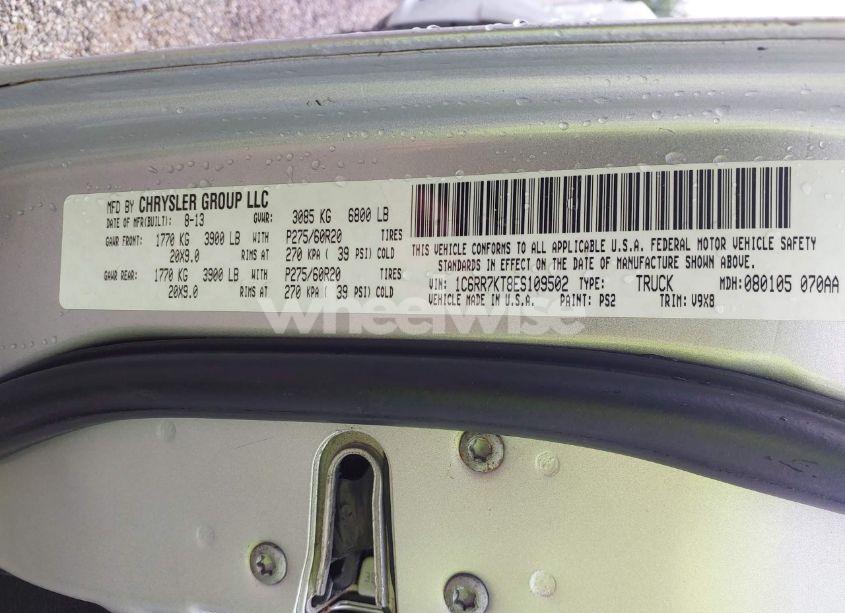 MFD BY CHRYSLER GROUP LLC
DATE OF MFR(BUILT): 8-13 GVWR: 3085 KG 6800 LB
GAWR FRONT: 1770 KG 3900 LB WITH P275/60R20 TIRES
20X9.0 RIMS AT 270 KPA ( 39 PSI) COLD
GAWR REAR: 1770 KG 3900 LB WITH P275/60R20 TIRES
20X9.0 RIMS AT 270 KPA ( 39 PSI) COLD
THIS VEHICLE CONFORMS TO ALL APPLICABLE U.S.A. FEDERAL MOTOR VEHICLE SAFETY
STANDARDS IN EFFECT ON THE DATE OF MANUFACTURE SHOWN ABOVE.
VIN: 1C6RR7KT8ES109502 TYPE: TRUCK MDH: 080105 070AA
VEHICLE MADE IN U.S.A. PAINT: PS2 TRIM: V9X8
wheelwise